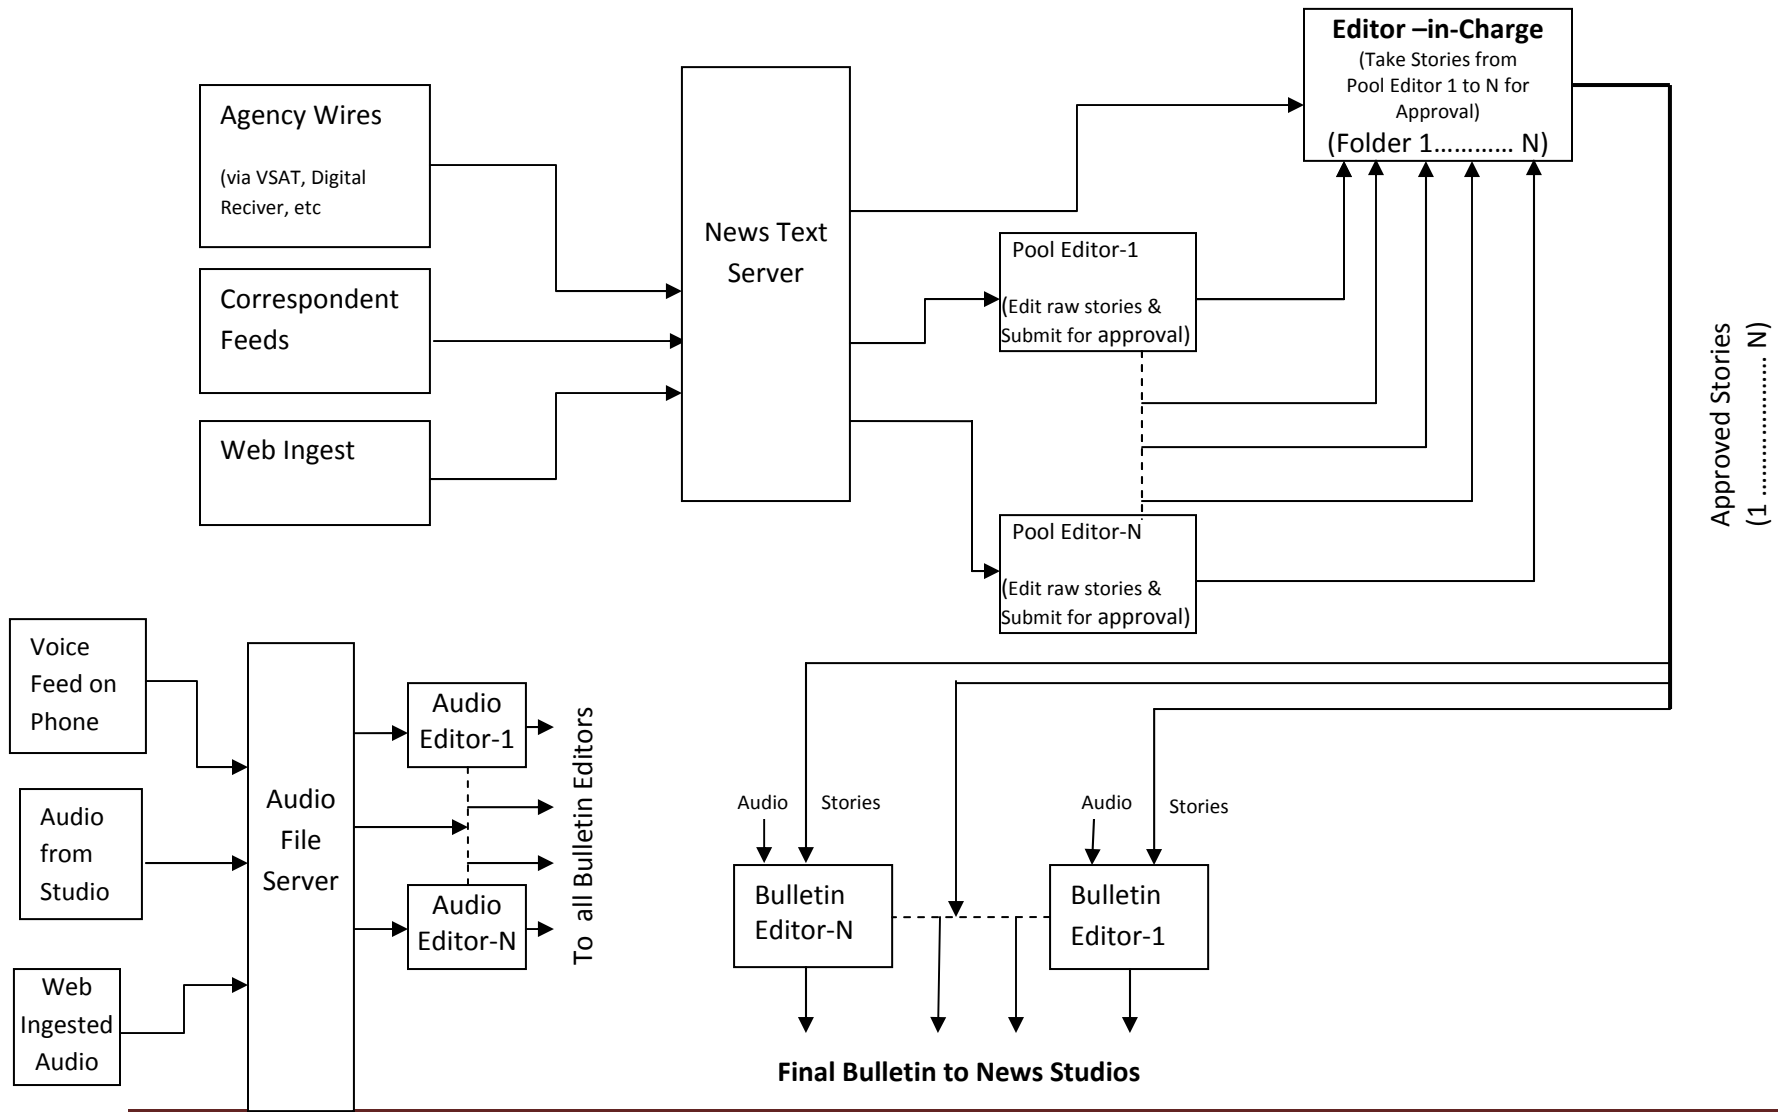 Editor –in-Charge
(Take Stories from
Pool Editor 1 to N for
Approval)
(Folder 1………… N)
Agency Wires
(via VSAT, Digital
Reciver, etc
Correspondent
Feeds
Web Ingest
News Text
Server
Pool Editor-1
(Edit raw stories &
Submit for approval)
Pool Editor-N
(Edit raw stories &
Submit for approval)
Approved Stories
(1 ………………… N)
Voice
Feed on
Phone
Audio
from
Studio
Web
Ingested
Audio
Audio
File
Server
Audio
Editor-1
Audio
Editor-N
To all Bulletin Editors
Audio
Stories
Audio
Stories
Bulletin
Editor-N
Bulletin
Editor-1
Final Bulletin to News Studios